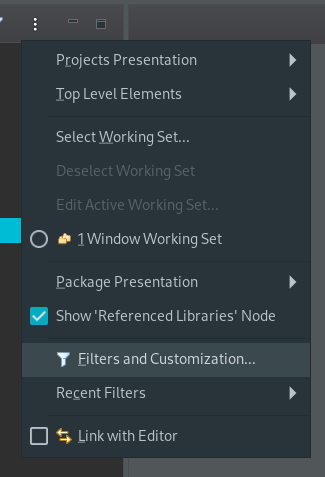 Projects Presentation
Top Level Elements
Select Working Set...
Deselect Working Set
Edit Active Working Set...
1 Window Working Set
Package Presentation
Show 'Referenced Libraries' Node
Filters and Customization...
Recent Filters
Link with Editor